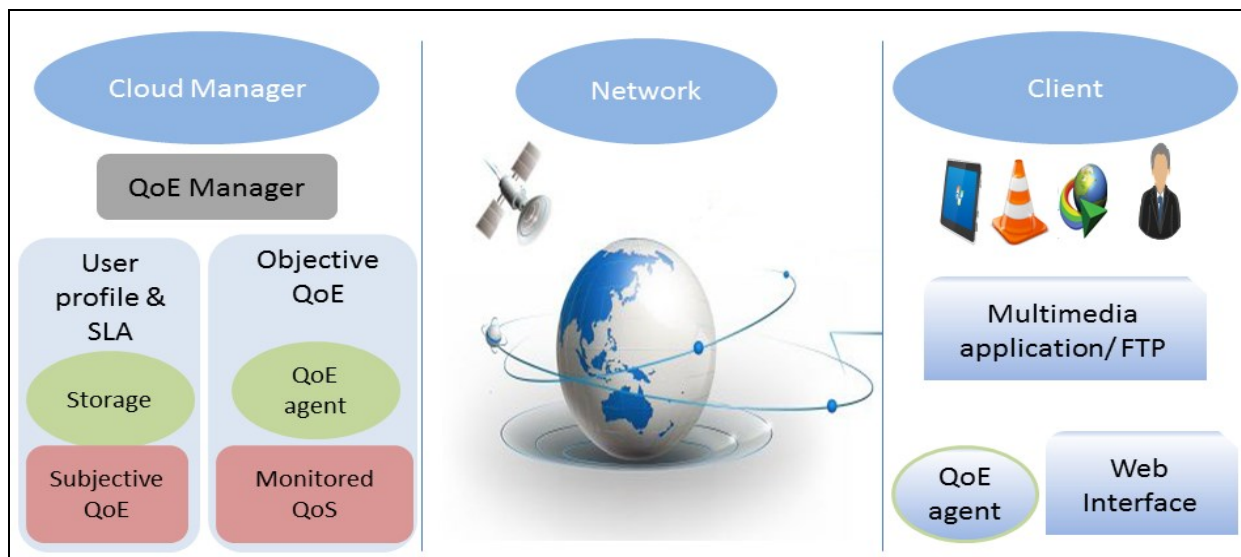 Cloud Manager
QoE Manager
User
profile &
SLA
Storage
Subjective
QoE
Objective
QoE
QoE
agent
Monitored
QoS
Network
Client
Multimedia
application/ FTP
QoE
agent
Web
Interface